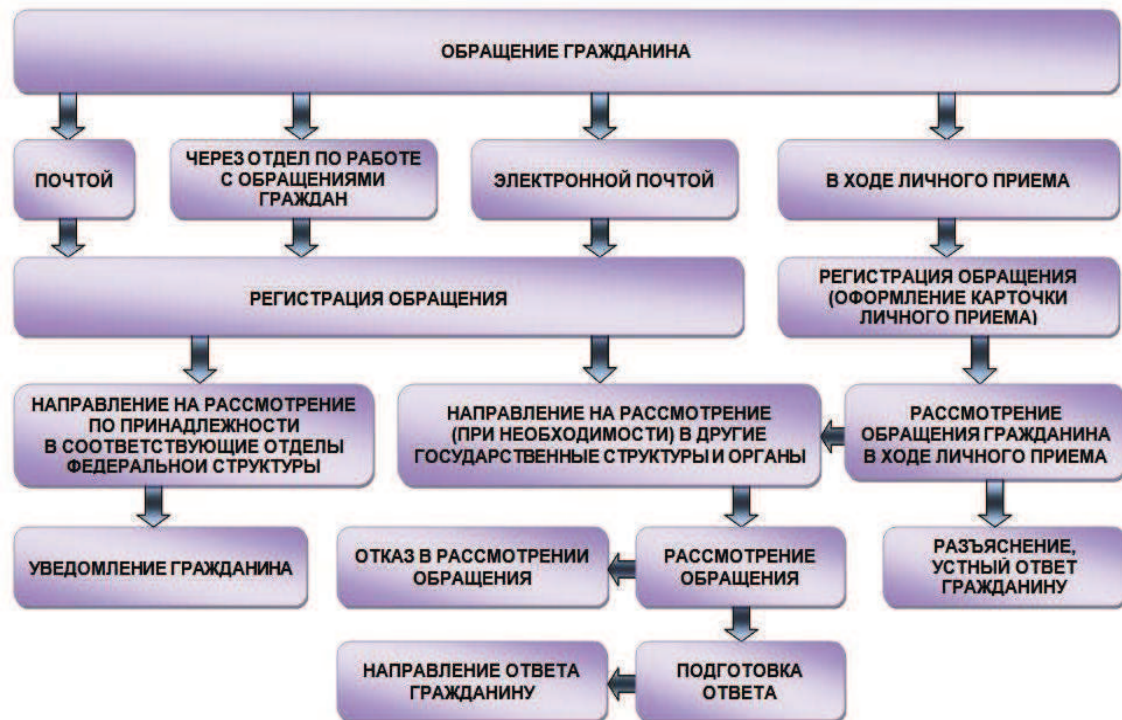 ОБРАЩЕНИЕ ГРАЖДАНИНА
ПОЧТОЙ
ЧЕРЕЗ ОТДЕЛ ПО РАБОТЕ
С ОБРАЩЕНИЯМИ
ГРАЖДАН
ЭЛЕКТРОННОЙ ПОЧТОЙ
В ХОДЕ ЛИЧНОГО ПРИЕМА
РЕГИСТРАЦИЯ ОБРАЩЕНИЯ
РЕГИСТРАЦИЯ ОБРАЩЕНИЯ
(ОФОРМЛЕНИЕ КАРТОЧКИ
ЛИЧНОГО ПРИЕМА)
НАПРАВЛЕНИЕ НА РАССМОТРЕНИЕ
ПО ПРИНАДЛЕЖНОСТИ
В СООТВЕТСТВУЮЩИЕ ОТДЕЛЫ
ФЕДЕРАЛЬНОЙ СТРУКТУРЫ
НАПРАВЛЕНИЕ НА РАССМОТРЕНИЕ
(ПРИ НЕОБХОДИМОСТИ) В ДРУГИЕ
ГОСУДАРСТВЕННЫЕ СТРУКТУРЫ И ОРГАНЫ
РАССМОТРЕНИЕ
ОБРАЩЕНИЯ ГРАЖДАНИНА
В ХОДЕ ЛИЧНОГО ПРИЕМА
УВЕДОМЛЕНИЕ ГРАЖДАНИНА
ОТКАЗ В РАССМОТРЕНИИ
ОБРАЩЕНИЯ
РАССМОТРЕНИЕ
ОБРАЩЕНИЯ
РАЗЪЯСНЕНИЕ,
УСТНЫЙ ОТВЕТ
ГРАЖДАНИНУ
НАПРАВЛЕНИЕ ОТВЕТА
ГРАЖДАНИНУ
ПОДГОТОВКА
ОТВЕТА